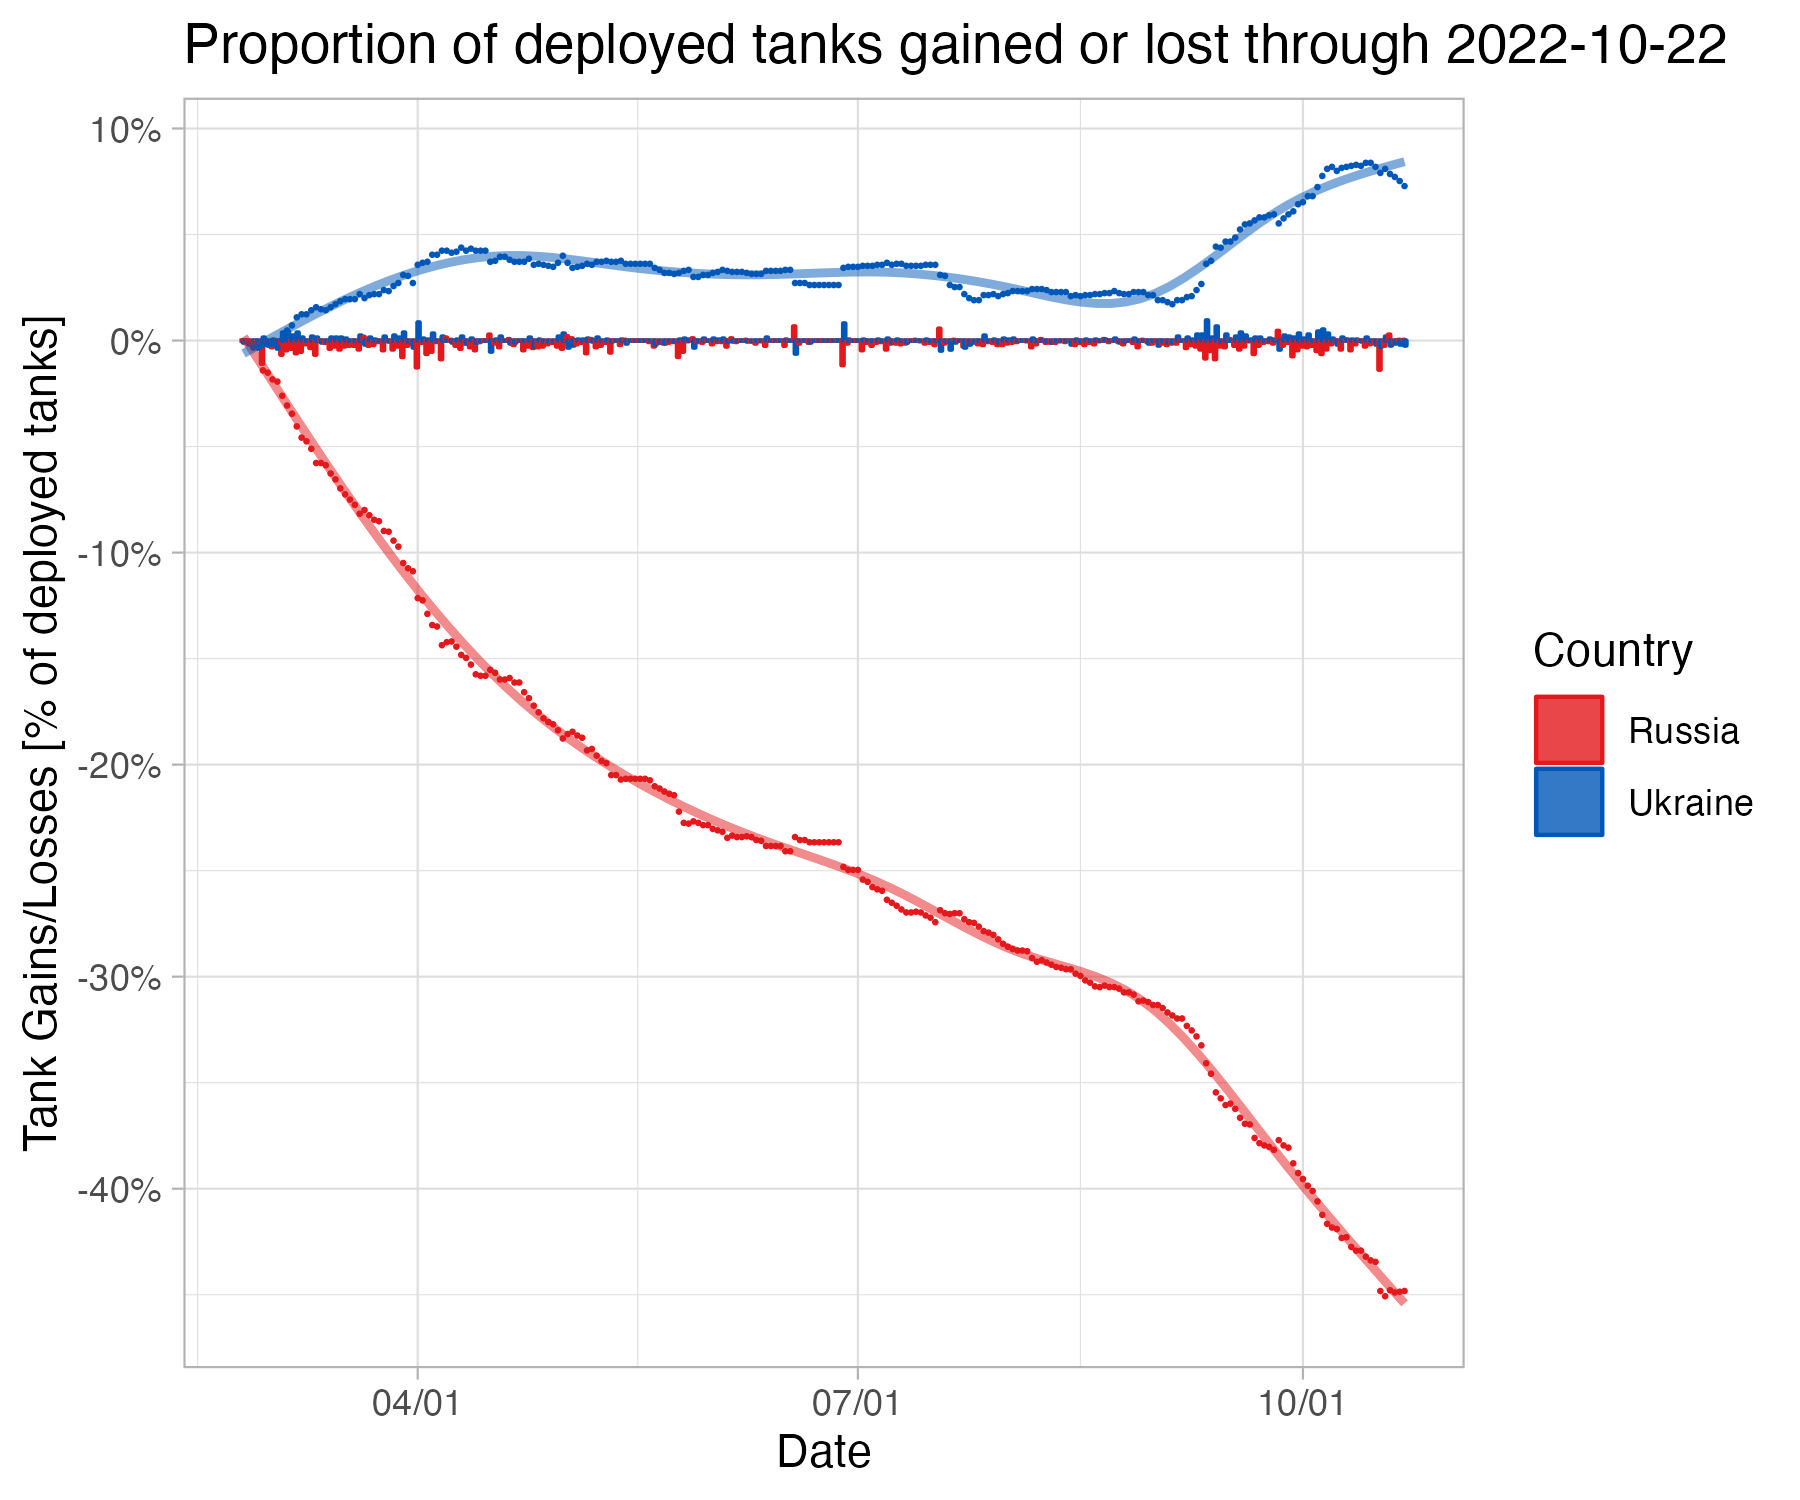 Proportion of deployed tanks gained or lost through 2022-10-22
Tank Gains/Losses [% of deployed tanks]
10%
0%
-10%
-20%
-30%
-40%
04/01
07/01
10/01
Date
Country
Russia
Ukraine